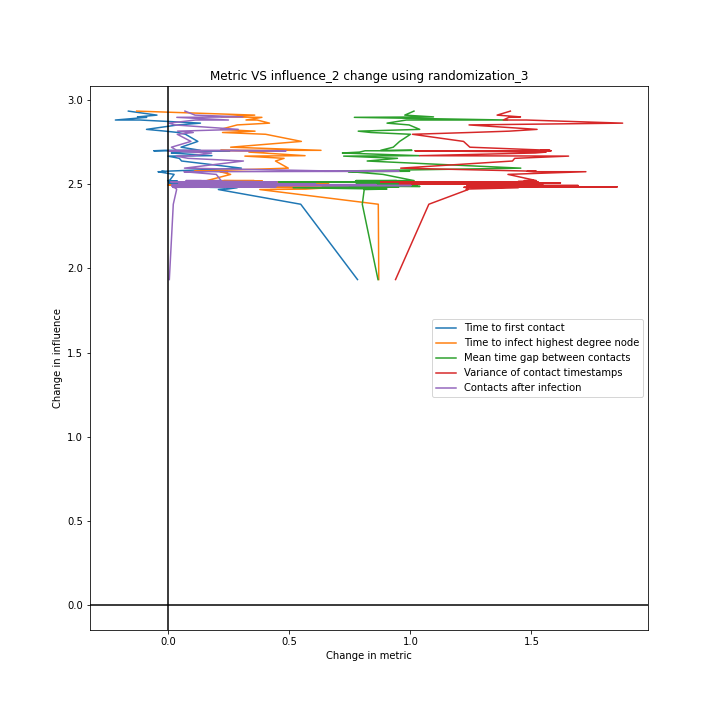 Metric VS influence_2 change using randomization_3
3.0
2.5
2.0
1.5
1.0
0.5
0.0
Change in influence
Time to first contact
Time to infect highest degree node
Mean time gap between contacts
Variance of contact timestamps
Contacts after infection
0.0 0.5 1.0 1.5
Change in metric